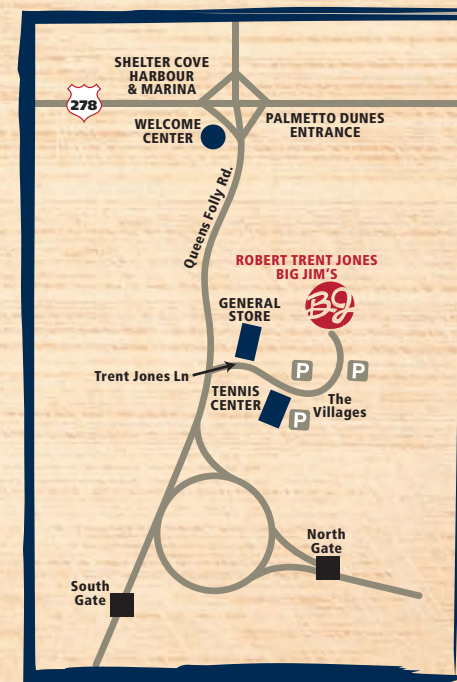 SHELTER COVE
HARBOUR
& MARINA
278
WELCOME
CENTER
PALMETTO DUNES
ENTRANCE
Queens Folly Rd.
ROBERT TRENT JONES
BIG JIM'S
BJ
GENERAL
STORE
Trent Jones Ln
P
P
TENNIS
CENTER
The
Villages
P
North
Gate
South
Gate